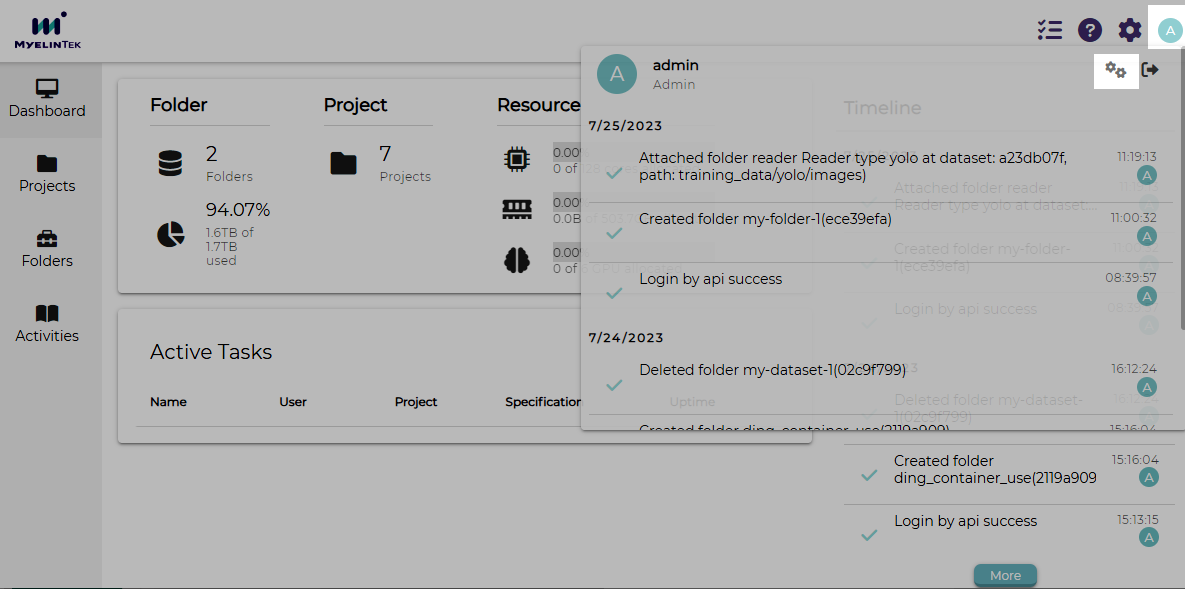 MYELINTEK
A
Dashboard
Projects
Folders
Activities
Folder
2
Folders
94.07%
1.6TB of
1.7TB
used
Project
7
Projects
Resource
0.00%
0 of
0.00%
0.0B of 503
0.00%
0 of 6 GPU allocated
Active Tasks
Name User Project Specification Uptime
A
admin
Admin
7/25/2023
Attached folder reader Reader type yolo at dataset: a23db07f,
path: training_data/yolo/images)
11:19:13
A
Created folder my-folder-1(ece39efa)
11:00:32
A
Login by api success
08:39:57
A
7/24/2023
Deleted folder my-dataset-1(02c9f799)
16:12:24
A
Created folder ding_container_use(2119a909)
15:16:04
Timeline
Attached folder reader
Reader type yolo at dataset:...
Created folder my-folder-
1(ece39efa)
Login by api success
Deleted folder my-dataset-
1(02c9f799)
Created folder
ding_container_use(2119a909
15:16:04
A
Login by api success
15:13:15
A
More